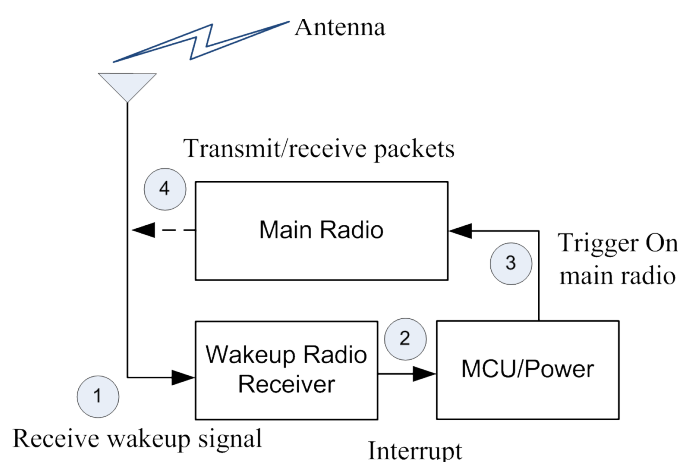 Antenna
Transmit/receive packets
4
Main Radio
3
Trigger On
main radio
2
Wakeup Radio
Receiver
MCU/Power
1
Receive wakeup signal
Interrupt